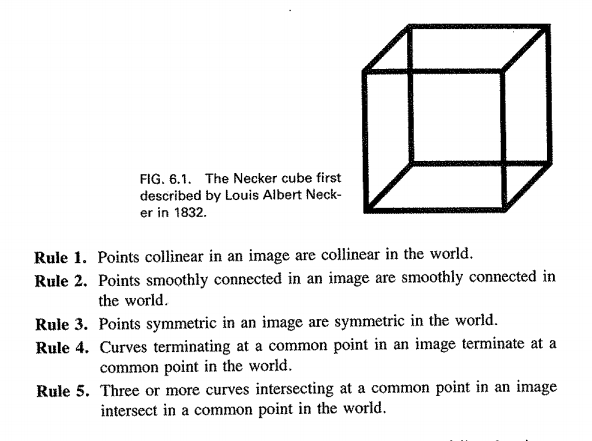 FIG. 6.1. The Necker cube first
described by Louis Albert Neck-
er in 1832.
Rule 1. Points collinear in an image are collinear in the world.
Rule 2. Points smoothly connected in an image are smoothly connected in
the world.
Rule 3. Points symmetric in an image are symmetric in the world.
Rule 4. Curves terminating at a common point in an image terminate at a
common point in the world.
Rule 5. Three or more curves intersecting at a common point in an image
intersect in a common point in the world.